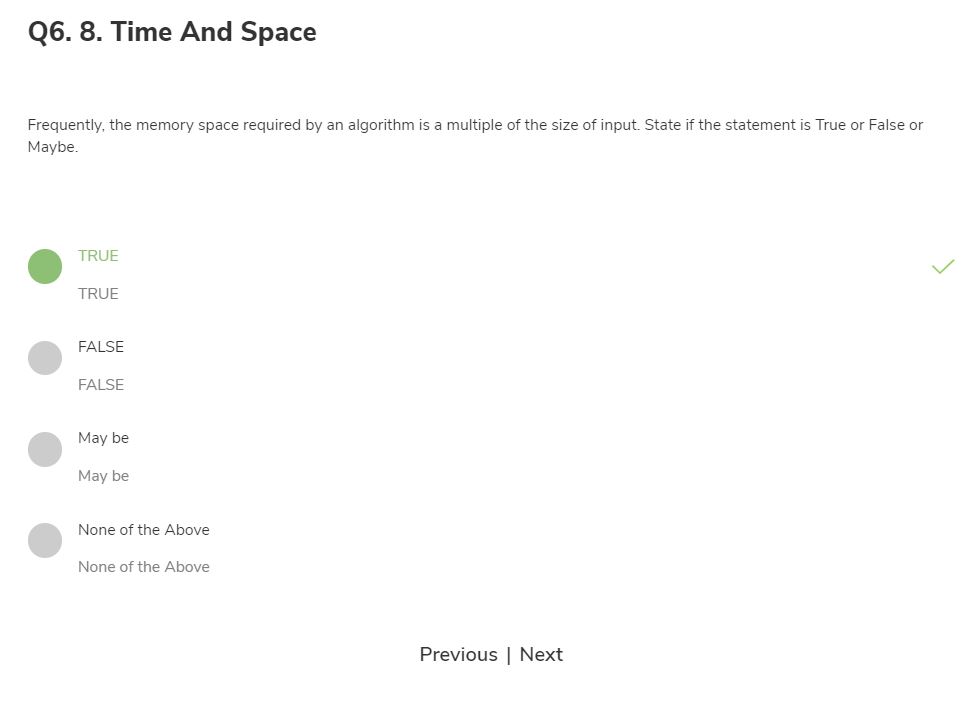 Q6. 8. Time And Space
Frequently, the memory space required by an algorithm is a multiple of the size of input. State if the statement is True or False or
Maybe.
TRUE
TRUE
FALSE
FALSE
May be
May be
None of the Above
None of the Above
Previous | Next